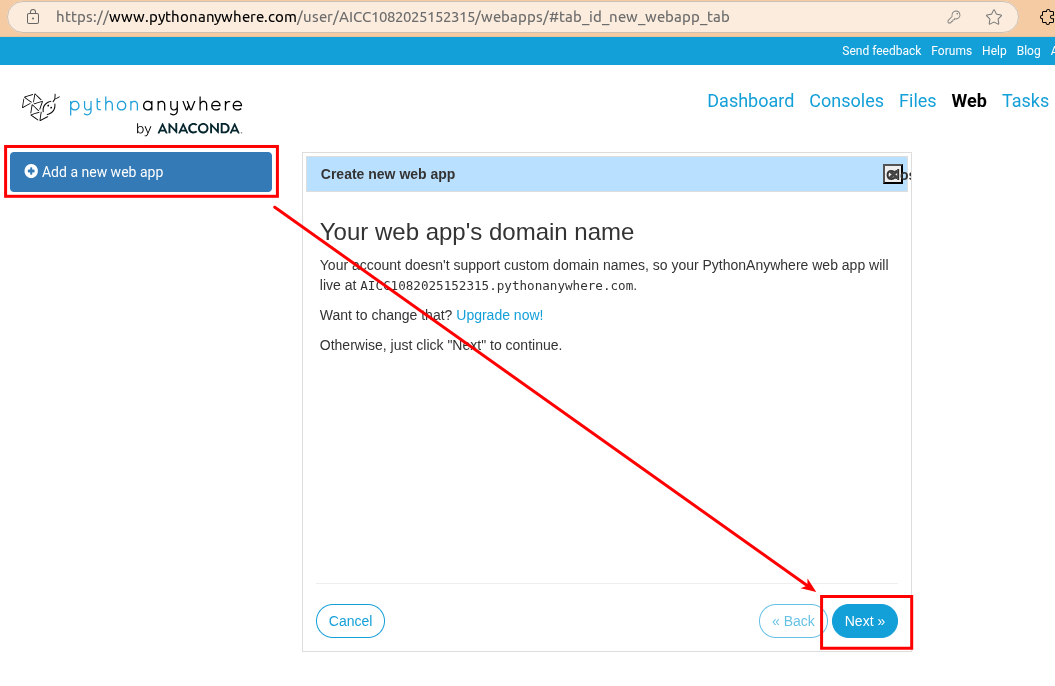 https://www.pythonanywhere.com/user/AICC1082025152315/webapps/#tab_id_new_webapp_tab
Send feedback Forums Help Blog
pythonanywhere
by ANACONDA.
Dashboard Consoles Files Web Tasks
Add a new web app
Create new web app
Your web app's domain name
Your account doesn't support custom domain names, so your PythonAnywhere web app will
live at AICC1082025152315.pythonanywhere.com.
Want to change that? Upgrade now!
Otherwise, just click "Next" to continue.
Cancel
« Back
Next »